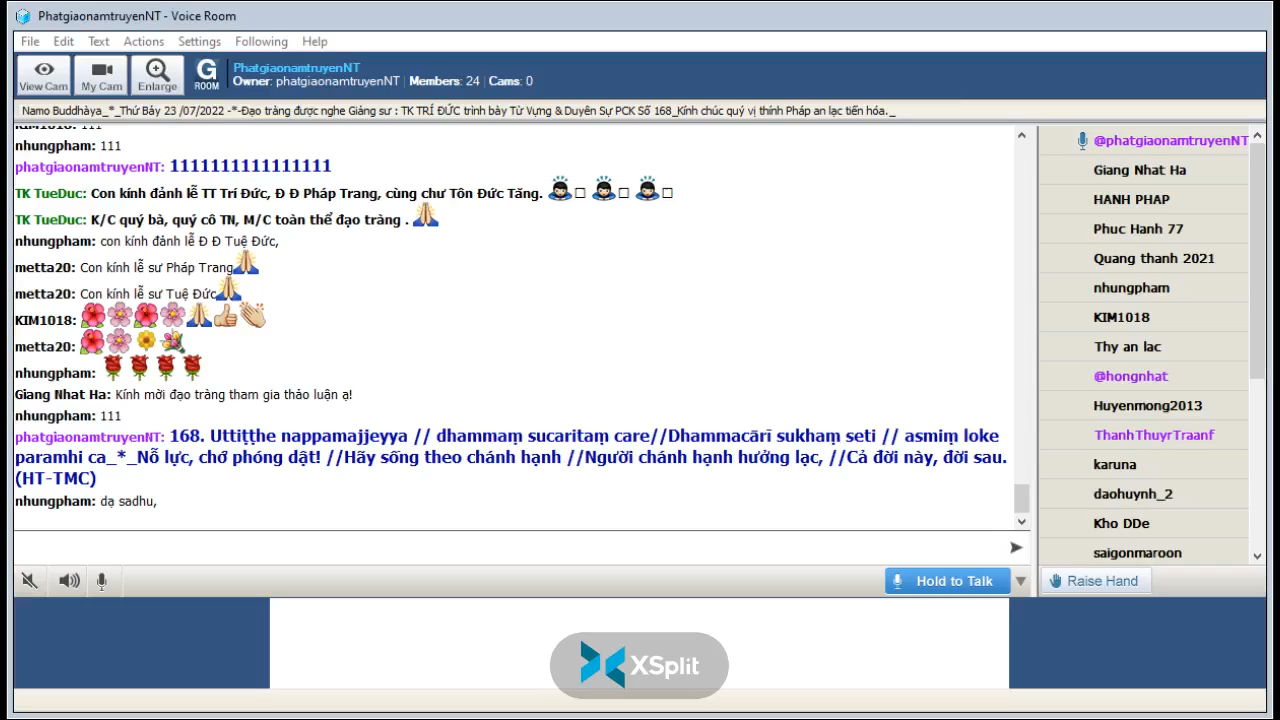 PhatgiaonamtruyenNT - Voice Room
File Edit Text Actions Settings Following Help
View Cam My Cam Enlarge G ROOM
PhatgiaonamtruyenNT
Owner: phatgiaonamtruyenNT | Members: 24 | Cams: 0
Namo Buddhàya_*_Thứ Bảy 23 /07/2022 -*-Đạo tràng được nghe Giảng sư : TK TRÍ ĐỨC trình bày Từ Vựng & Duyên Sự PCK Số 168_Kính chúc quý vị thính Pháp an lạc tiến hóa._
KIM1018: 111
nhungpham: 111
phatgiaonamtruyenNT: 1111111111111111
TK TueDuc: Con kính đảnh lễ TT Trí Đức, Đ Đ Pháp Trang, cùng chư Tôn Đức Tăng.
TK TueDuc: K/C quý bà, quý cô TN, M/C toàn thể đạo tràng .
nhungpham: con kính đảnh lễ Đ Đ Tuệ Đức,
metta20: Con kính lễ sư Pháp Trang
metta20: Con kính lễ sư Tuệ Đức
KIM1018:
metta20:
nhungpham:
Giang Nhat Ha: Kính mời đạo tràng tham gia thảo luận ạ!
nhungpham: 111
phatgiaonamtruyenNT: 168. Uttiṭṭhe nappamajjeyya // dhammaṃ sucaritaṃ care//Dhammacārī sukhaṃ seti // asmiṃ loke
paramhi ca_*_Nỗ lực, chớ phóng dật! //Hãy sống theo chánh hạnh //Người chánh hạnh hưởng lạc, //Cả đời này, đời sau.
(HT-TMC)
nhungpham: dạ sadhu,
@phatgiaonamtruyenNT
Giang Nhat Ha
HANH PHAP
Phuc Hanh 77
Quang thanh 2021
nhungpham
KIM1018
Thy an lac
@hongnhat
Huyenmong2013
ThanhThuyrTraanf
karuna
daohuynh_2
Kho DDe
saigonmaroon
Hold to Talk
Raise Hand
XSplit